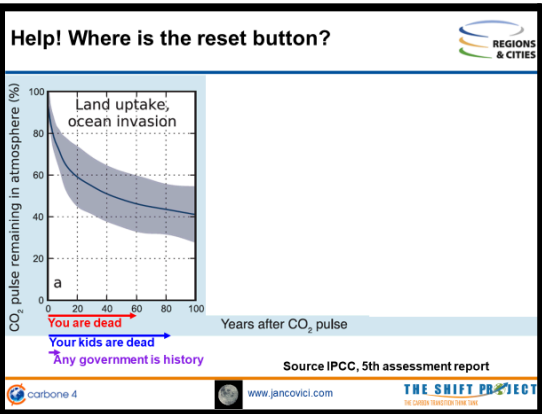 Help! Where is the reset button?
REGIONS
& CITIES
CO2 pulse remaining in atmosphere (%)
100
80
60
40
20
0
Land uptake,
ocean invasion
a
0 20 40 60 80 100
You are dead
Years after CO2 pulse
Your kids are dead
Any government is history
Source IPCC, 5th assessment report
carbone 4
www.jancovici.com
THE SHIFT PROJECT
THE CARBON TRANSITION THINK TANK